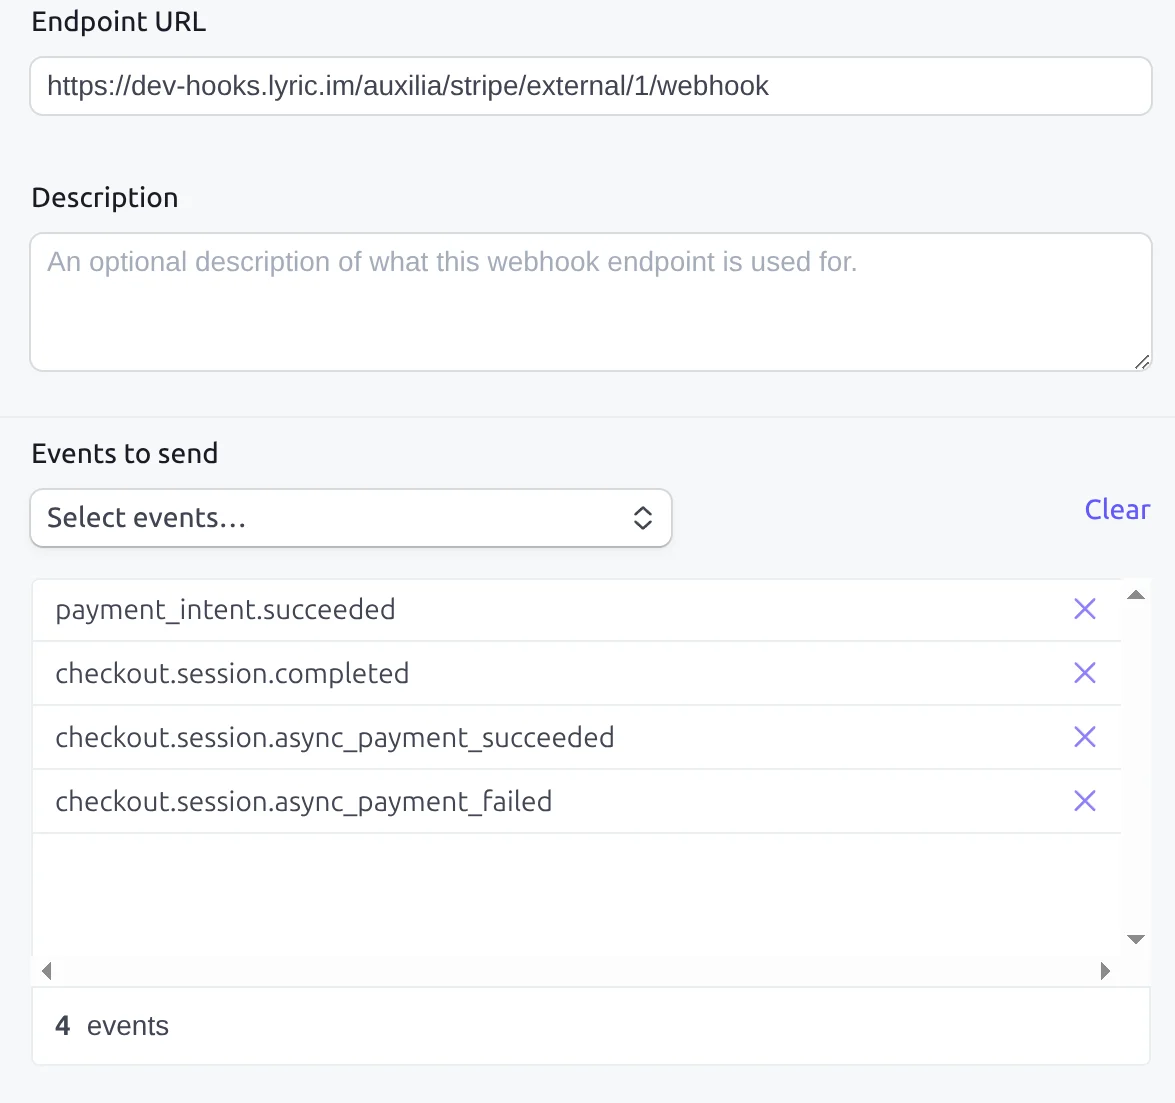 Endpoint URL
https://dev-hooks.lyric.im/auxilia/stripe/external/1/webhook
Description
An optional description of what this webhook endpoint is used for.
Events to send
Select events…
Clear
payment_intent.succeeded
checkout.session.completed
checkout.session.async_payment_succeeded
checkout.session.async_payment_failed
4 events